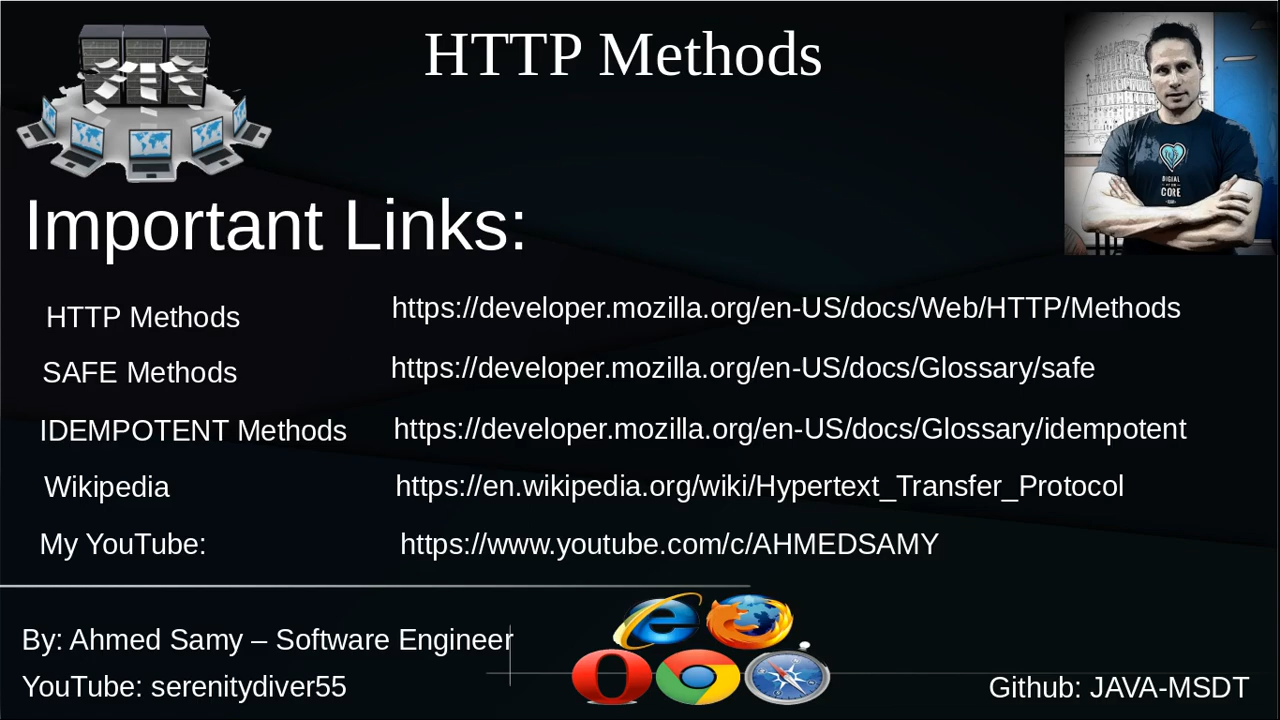 HTTP Methods
DIGITAL
CORE
Important Links:
HTTP Methods https://developer.mozilla.org/en-US/docs/Web/HTTP/Methods
SAFE Methods https://developer.mozilla.org/en-US/docs/Glossary/safe
IDEMPOTENT Methods https://developer.mozilla.org/en-US/docs/Glossary/idempotent
Wikipedia https://en.wikipedia.org/wiki/Hypertext_Transfer_Protocol
My YouTube: https://www.youtube.com/c/AHMEDSAMY
By: Ahmed Samy – Software Engineer
YouTube: serenitydiver55
Github: JAVA-MSDT